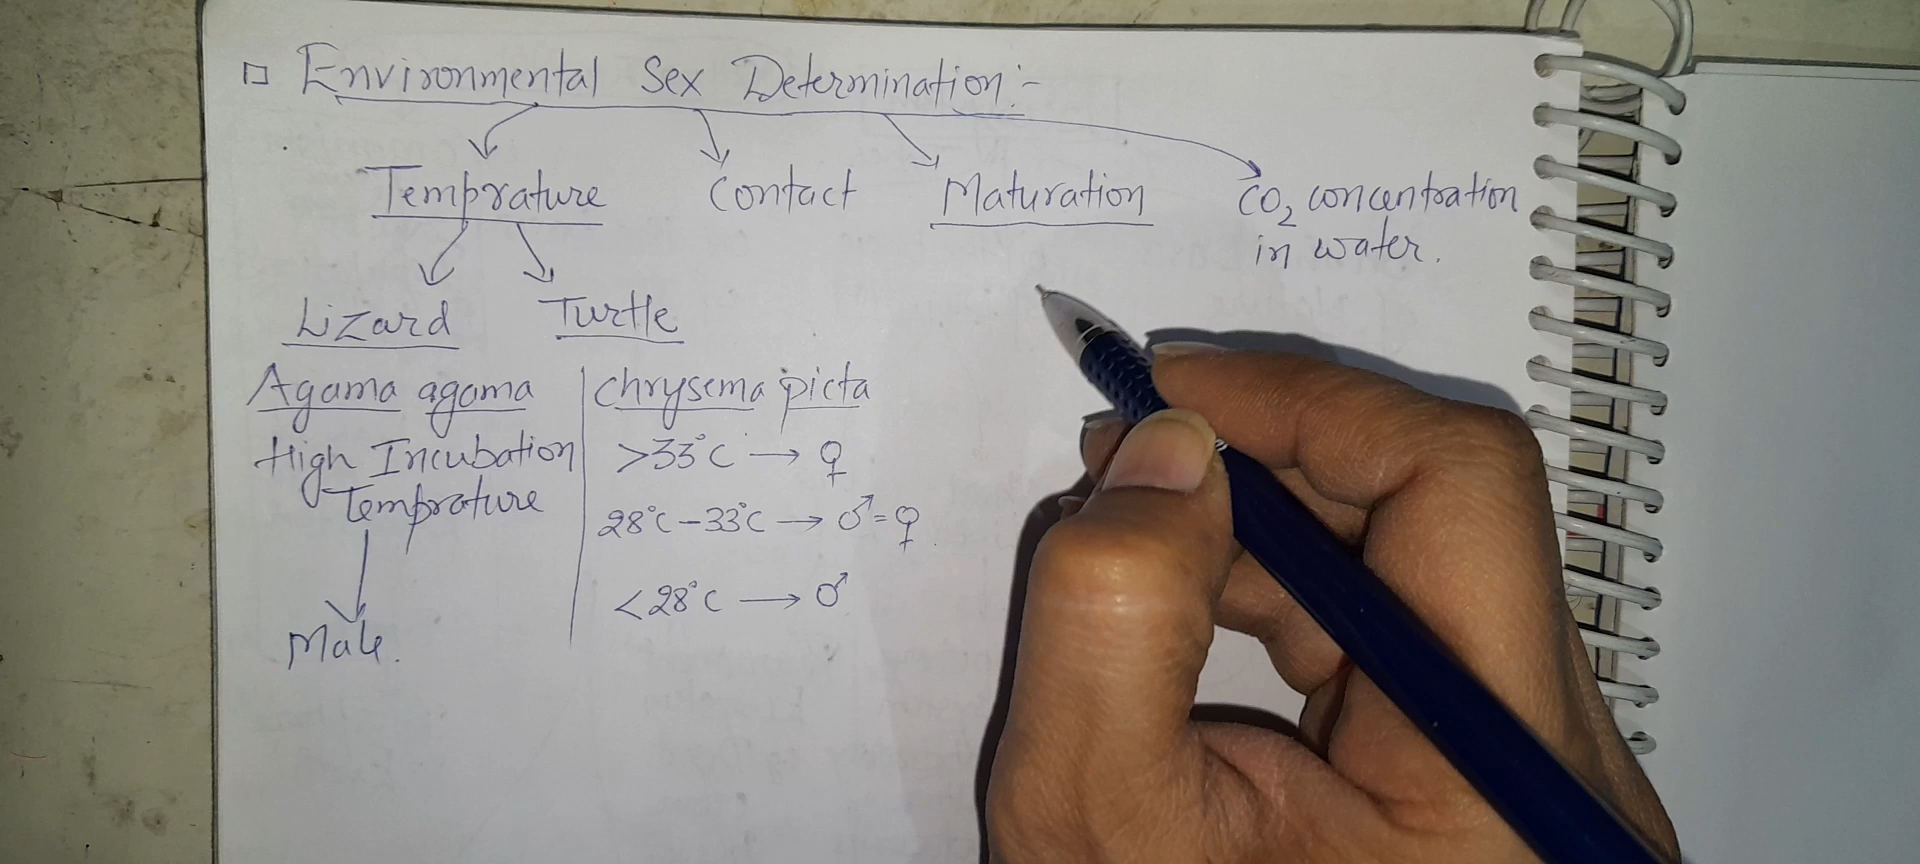 Environmental Sex Determination:-
Temprature Contact Maturation CO₂ concentration
in water.
Lizard Turtle
Agama agama Chrysema picta
High Incubation >33°C → ♀
Temprature 28°C-33°C → ♂=♀
<28°C → ♂
Male.